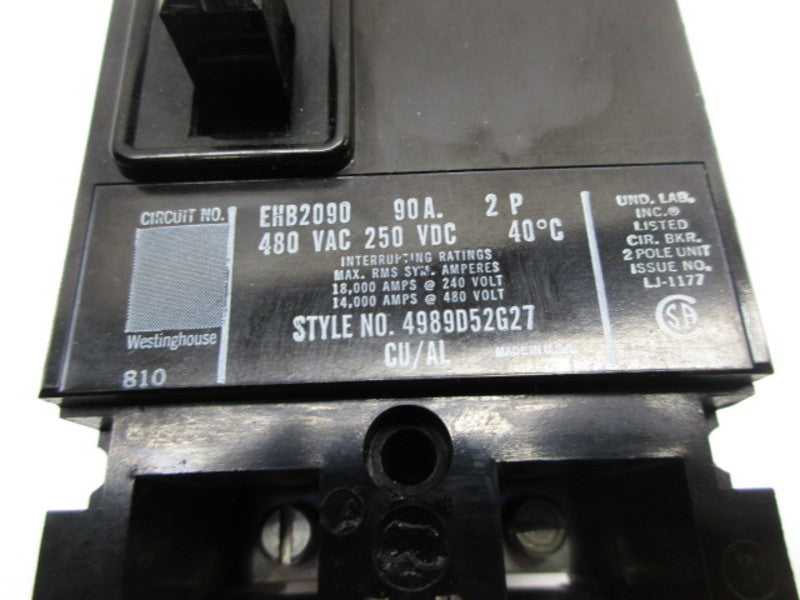 CIRCUIT NO.
Westinghouse
810
EHB2090 90A. 2 P
480 VAC 250 VDC 40°C
INTERRUPTING RATINGS
MAX. RMS SYM. AMPERES
18,000 AMPS @ 240 VOLT
14,000 AMPS @ 480 VOLT
STYLE NO. 4989D52G27
CU/AL MADE IN U.S.A.
UND. LAB.
INC.®
LISTED
CIR. BKR.
2 POLE UNIT
ISSUE NO.
LJ-1177
SA